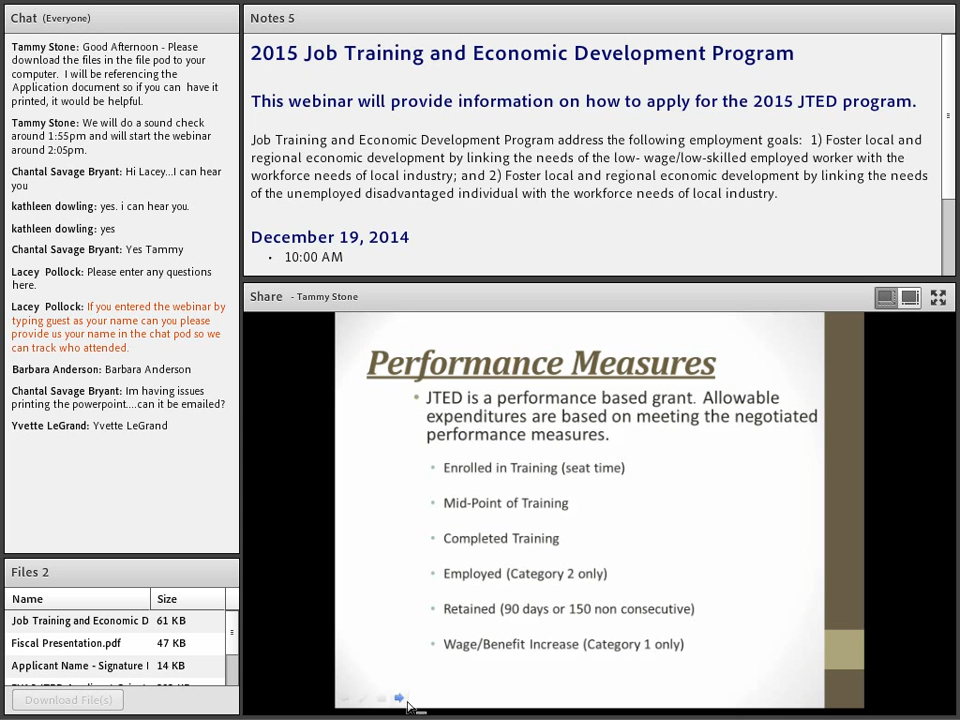 Chat (Everyone)
Tammy Stone: Good Afternoon - Please
download the files in the file pod to your
computer. I will be referencing the
Application document so if you can have it
printed, it would be helpful.
Tammy Stone: We will do a sound check
around 1:55pm and will start the webinar
around 2:05pm.
Chantal Savage Bryant: Hi Lacey...I can hear
you
kathleen dowling: yes. i can hear you.
kathleen dowling: yes
Chantal Savage Bryant: Yes Tammy
Lacey Pollock: Please enter any questions
here.
Lacey Pollock: If you entered the webinar by
typing guest as your name can you please
provide us your name in the chat pod so we
can track who attended.
Barbara Anderson: Barbara Anderson
Chantal Savage Bryant: Im having issues
printing the powerpoint....can it be emailed?
Yvette LeGrand: Yvette LeGrand
Files 2
Name Size
Job Training and Economic D 61 KB
Fiscal Presentation.pdf 47 KB
Applicant Name - Signature 14 KB
Download File(s)
Notes 5
2015 Job Training and Economic Development Program
This webinar will provide information on how to apply for the 2015 JTED program.
Job Training and Economic Development Program address the following employment goals: 1) Foster local and
regional economic development by linking the needs of the low- wage/low-skilled employed worker with the
workforce needs of local industry; and 2) Foster local and regional economic development by linking the needs
of the unemployed disadvantaged individual with the workforce needs of local industry.
December 19, 2014
• 10:00 AM
Share - Tammy Stone
Performance Measures
• JTED is a performance based grant. Allowable
expenditures are based on meeting the negotiated
performance measures.
• Enrolled in Training (seat time)
• Mid-Point of Training
• Completed Training
• Employed (Category 2 only)
• Retained (90 days or 150 non consecutive)
• Wage/Benefit Increase (Category 1 only)